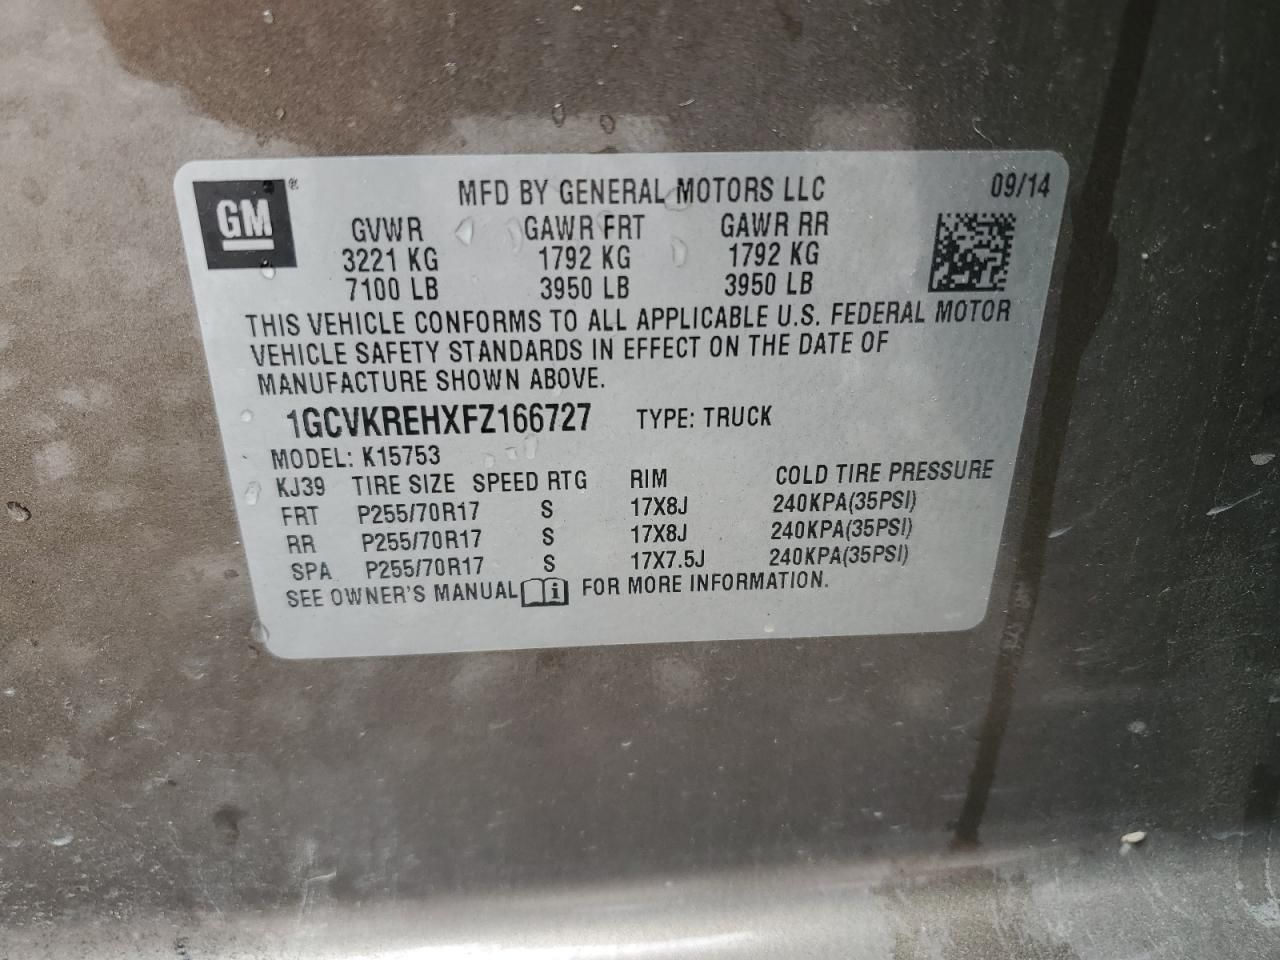 GM ®
MFD BY GENERAL MOTORS LLC 09/14
GVWR GAWR FRT GAWR RR
3221 KG 1792 KG 1792 KG
7100 LB 3950 LB 3950 LB
THIS VEHICLE CONFORMS TO ALL APPLICABLE U.S. FEDERAL MOTOR
VEHICLE SAFETY STANDARDS IN EFFECT ON THE DATE OF
MANUFACTURE SHOWN ABOVE.
1GCVKREHXFZ166727 TYPE: TRUCK
MODEL: K15753
KJ39 TIRE SIZE SPEED RTG RIM COLD TIRE PRESSURE
FRT P255/70R17 S 17X8J 240KPA(35PSI)
RR P255/70R17 S 17X8J 240KPA(35PSI)
SPA P255/70R17 S 17X7.5J 240KPA(35PSI)
SEE OWNER'S MANUAL i FOR MORE INFORMATION.